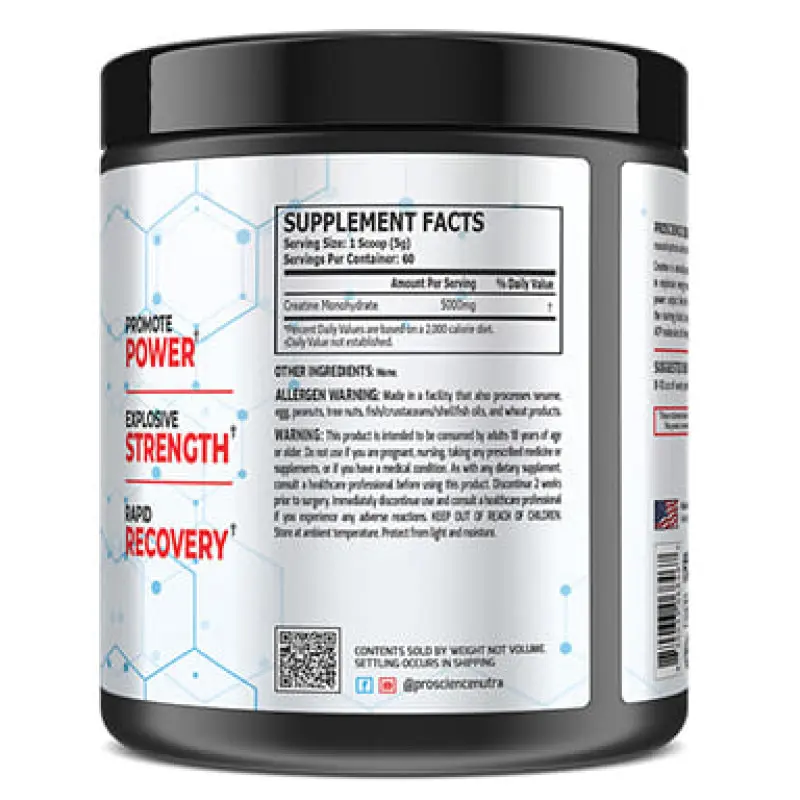 PROMOTE
POWER†
EXPLOSIVE
STRENGTH†
RAPID
RECOVERY†
SUPPLEMENT FACTS
Serving Size: 1 Scoop (5g)
Servings Per Container: 60
Amount Per Serving % Daily Value
Creatine Monohydrate 5000mg †
*Percent Daily Values are based on a 2,000 calorie diet.
†Daily Value not established.
OTHER INGREDIENTS: None.
ALLERGEN WARNING: Made in a facility that also processes sesame,
egg, peanuts, tree nuts, fish/crustaceans/shellfish oils, and wheat products.
WARNING: This product is intended to be consumed by adults 18 years of age
or older. Do not use if you are pregnant, nursing, taking any prescribed medicine or
supplements, or if you have a medical condition. As with any dietary supplement,
consult a healthcare professional before using this product. Discontinue 2 weeks
prior to surgery. Immediately discontinue use and consult a healthcare professional
if you experience any adverse reactions. KEEP OUT OF REACH OF CHILDREN
Store at ambient temperature. Protect from light and moisture.
CONTENTS SOLD BY WEIGHT NOT VOLUME.
SETTLING OCCURS IN SHIPPING
@prosciencenutra